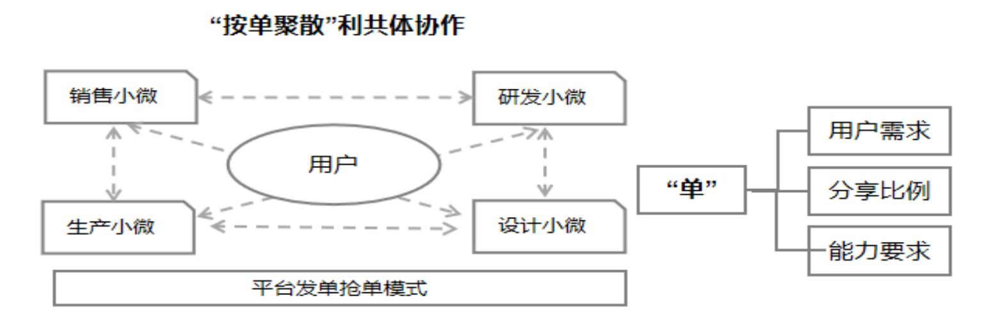 “按单聚散”利共体协作
销售小微
研发小微
用户
生产小微
设计小微
平台发单抢单模式
“单”
用户需求
分享比例
能力要求